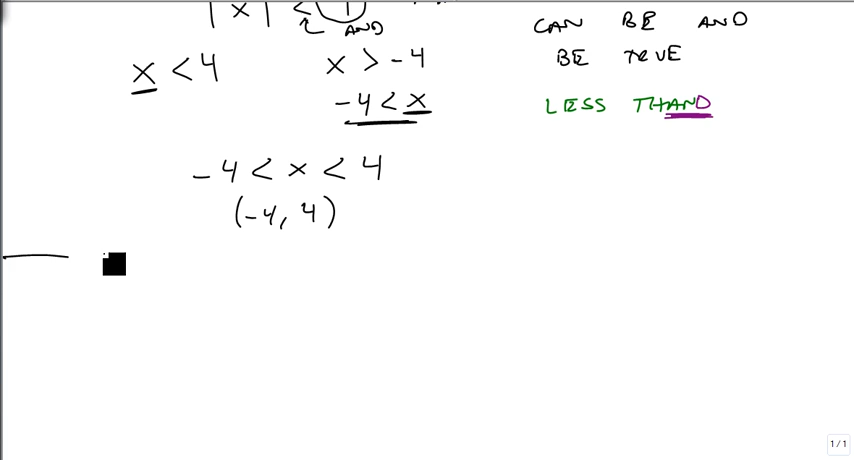 |x| <
AND
CAN BE AND
BE TRUE
x < 4
x > -4
-4 < x
LESS THAND
-4 < x < 4
(-4, 4)
1 / 1